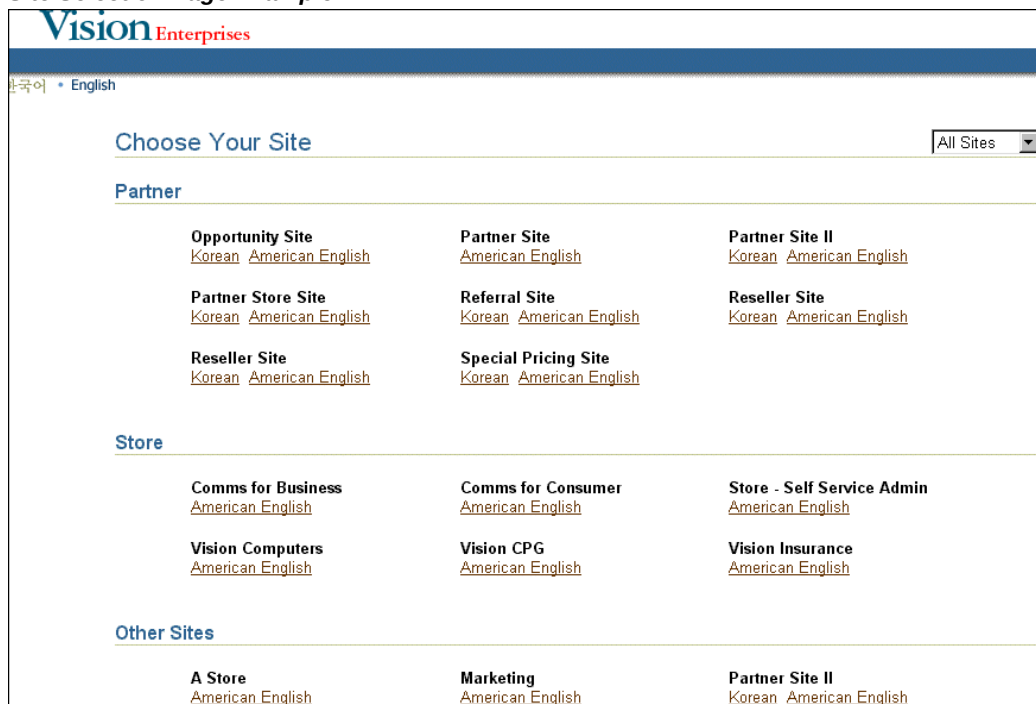 Vision Enterprises
한국어 • English
Choose Your Site
All Sites
Partner
Opportunity Site Partner Site Partner Site II
Korean American English American English Korean American English
Partner Store Site Referral Site Reseller Site
Korean American English Korean American English Korean American English
Reseller Site Special Pricing Site
Korean American English Korean American English
Store
Comms for Business Comms for Consumer Store - Self Service Admin
American English American English American English
Vision Computers Vision CPG Vision Insurance
American English American English American English
Other Sites
A Store Marketing Partner Site II
American English American English Korean American English